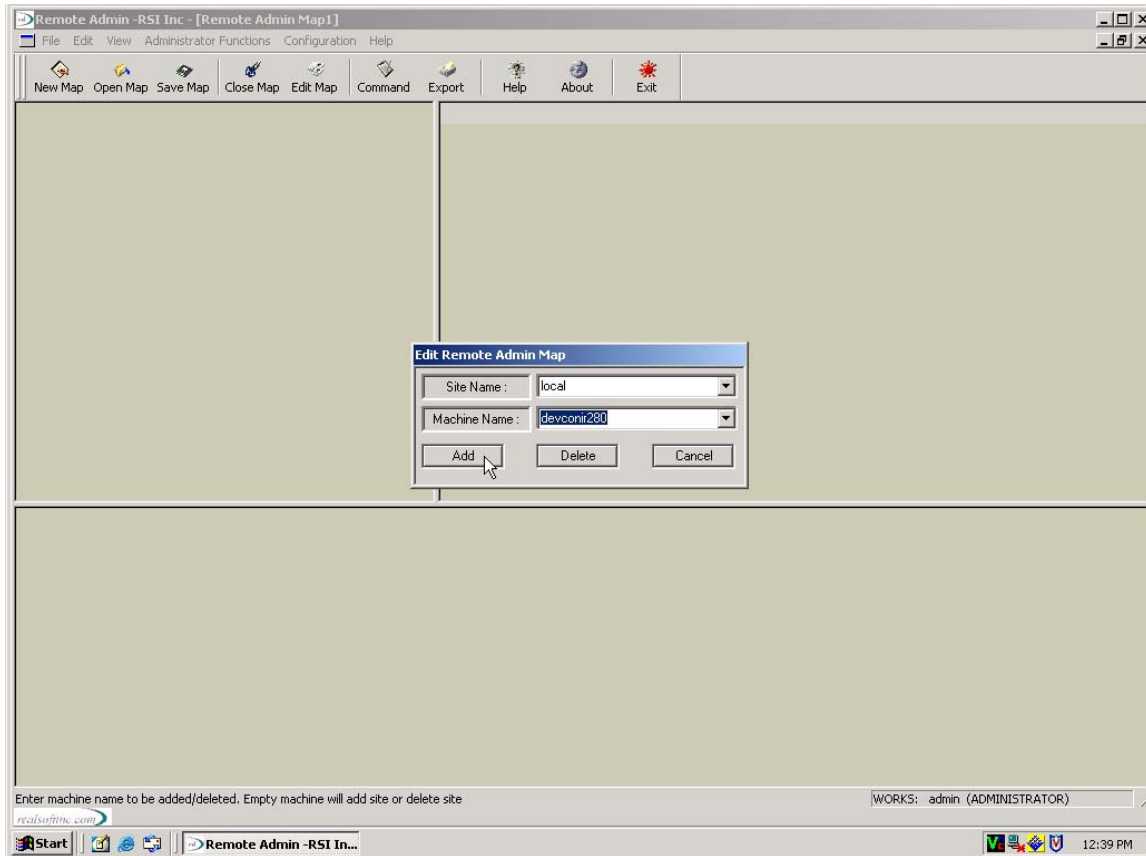 Remote Admin -RSI Inc - [Remote Admin Map1]
File Edit View Administrator Functions Configuration Help
New Map Open Map Save Map Close Map Edit Map Command Export Help About Exit
Edit Remote Admin Map
Site Name : local
Machine Name : devconir280
Add Delete Cancel
Enter machine name to be added/deleted. Empty machine will add site or delete site
WORKS: admin (ADMINISTRATOR)
realsoftinc.com
Start Remote Admin -RSI In... 12:39 PM